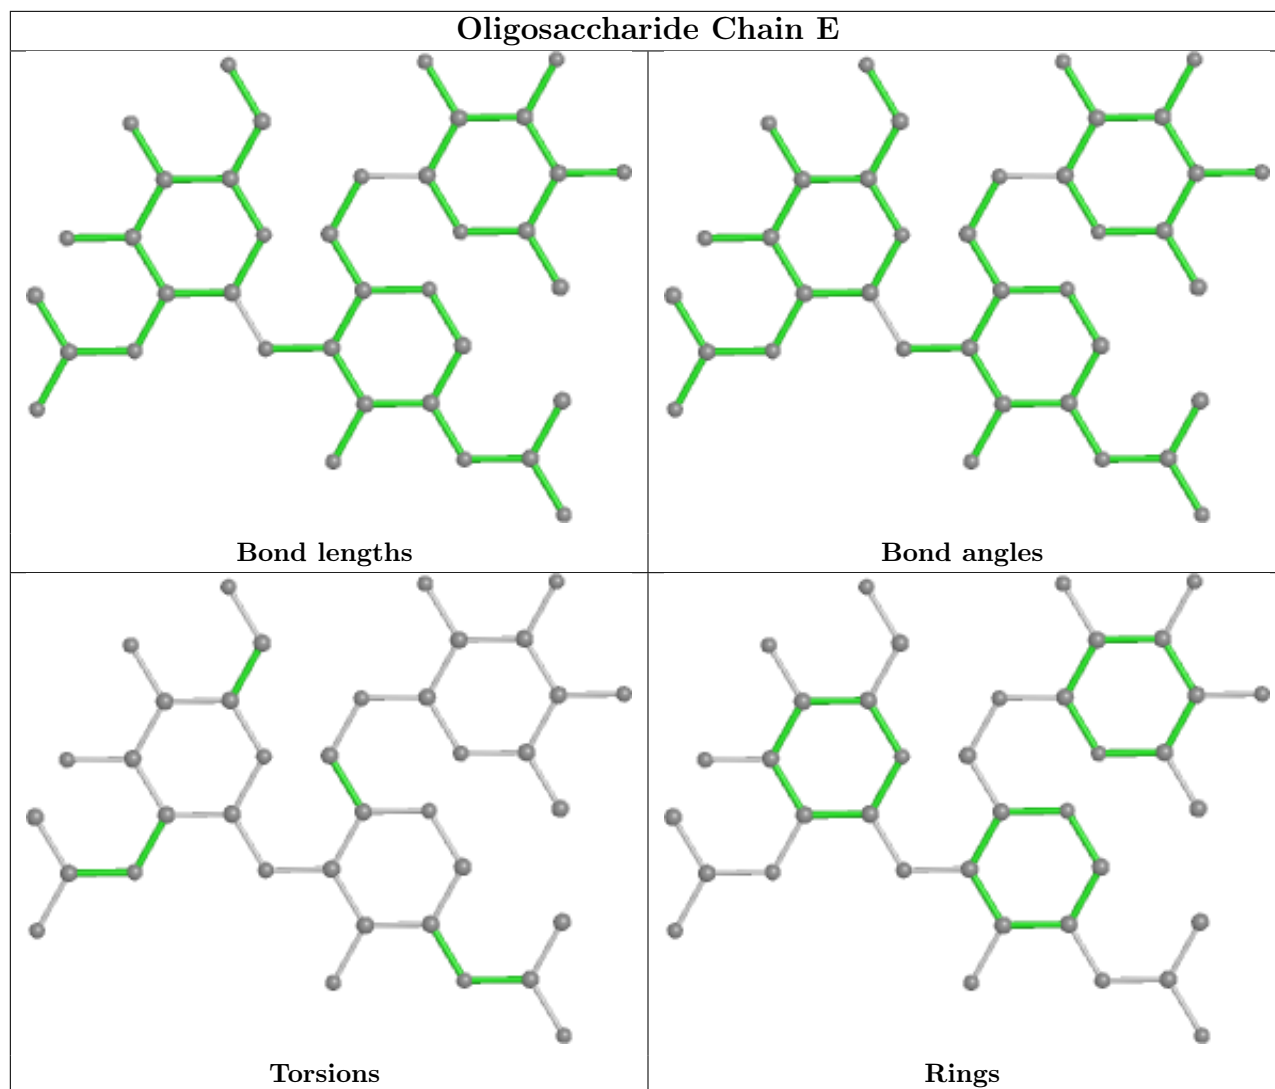 Oligosaccharide Chain E
Bond lengths
Bond angles
Torsions
Rings